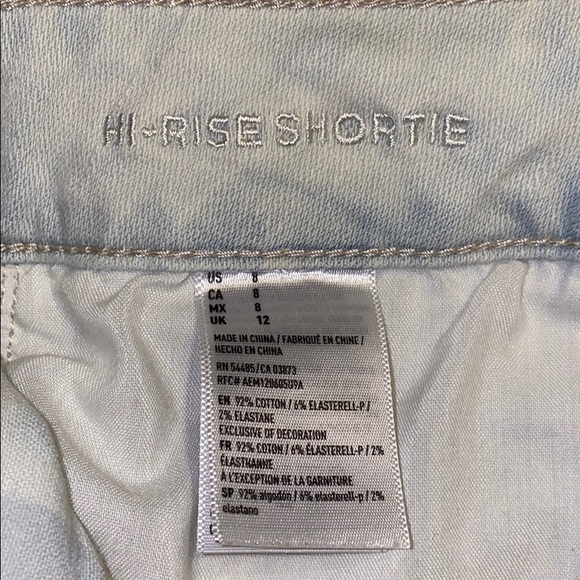 HI-RISE SHORTIE
US 8
CA 8
MX 8
UK 12
MADE IN CHINA / FABRIQUÉ EN CHINE /
HECHO EN CHINA
RN 54485/CA 03873
RFC# AEM120605U9A
EN 92% COTTON / 6% ELASTERELL-P /
2% ELASTANE
EXCLUSIVE OF DECORATION
FR 92% COTON / 6% ÉLASTERELL-P / 2%
ÉLASTHANNE
À L'EXCEPTION DE LA GARNITURE
SP 92% algodón / 6% elasterell-p / 2%
elastano